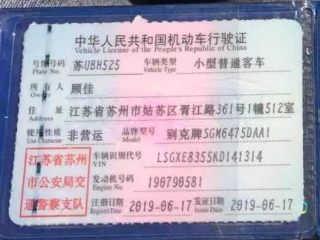 中华人民共和国机动车行驶证
Vehicle License of the People's Republic of China
号牌号码 苏UBH525 车辆类型 小型普通客车
Plate No. Vehicle Type
所有人 顾佳
Owner
住址 江苏省苏州市姑苏区胥江路361号1幢512室
Address
使用性质 非营运 品牌型号 别克牌SGM6475DAA1
Use Character Model
江苏省苏州市公安局交通警察支队
车辆识别代号 LSGXE8355KD141314
VIN
发动机号码 190790581
Engine No.
注册日期 2019-06-17 发证日期 2019-06-17
Register Date Issue Date